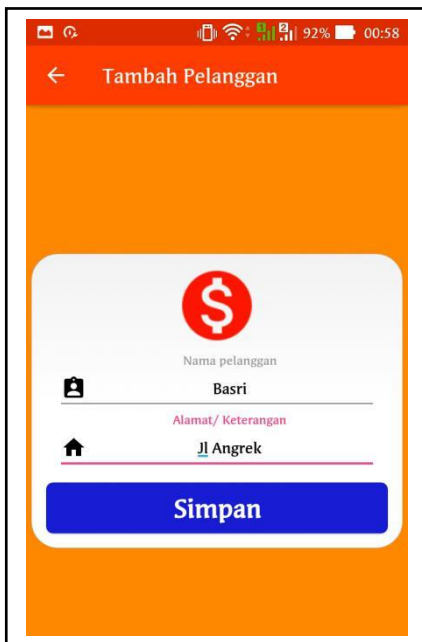 92% 00:58
Tambah Pelanggan
$
Nama pelanggan
Basri
Alamat/ Keterangan
Jl Angrek
Simpan